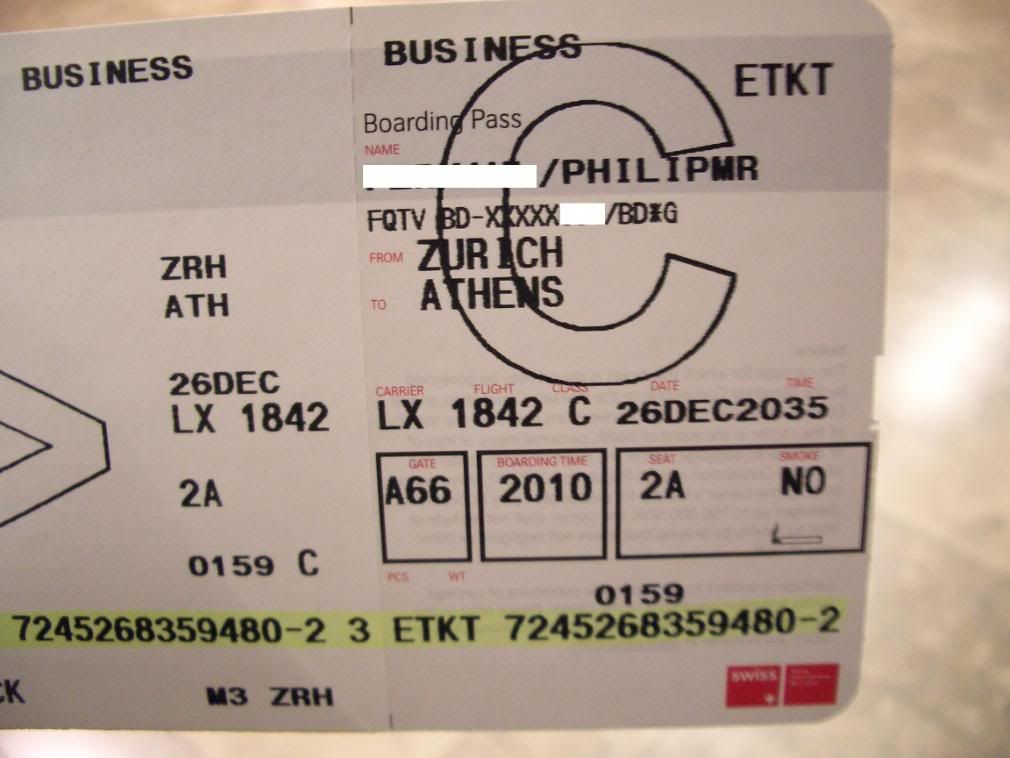 BUSINESS
ZRH
ATH
26DEC
LX 1842
2A
0159 C
7245268359480-2 3
CK
M3 ZRH
BUSINESS
C
ETKT
Boarding Pass
NAME
/PHILIPMR
FQTV BD-XXXXX /BD*G
FROM ZURICH
TO ATHENS
CARRIER FLIGHT CLASS DATE TIME
LX 1842 C 26DEC2035
GATE BOARDING TIME SEAT SMOKE
A66 2010 2A NO
PCS WT
0159
ETKT 7245268359480-2
swiss